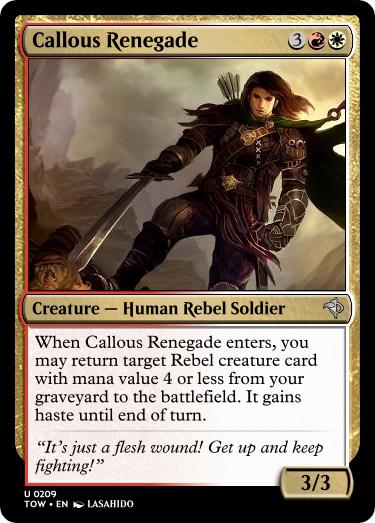 Callous Renegade 3
Creature — Human Rebel Soldier
When Callous Renegade enters, you
may return target Rebel creature card
with mana value 4 or less from your
graveyard to the battlefield. It gains
haste until end of turn.
“It’s just a flesh wound! Get up and keep
fighting!”
3/3
U 0209
TOW • EN LASAHIDO